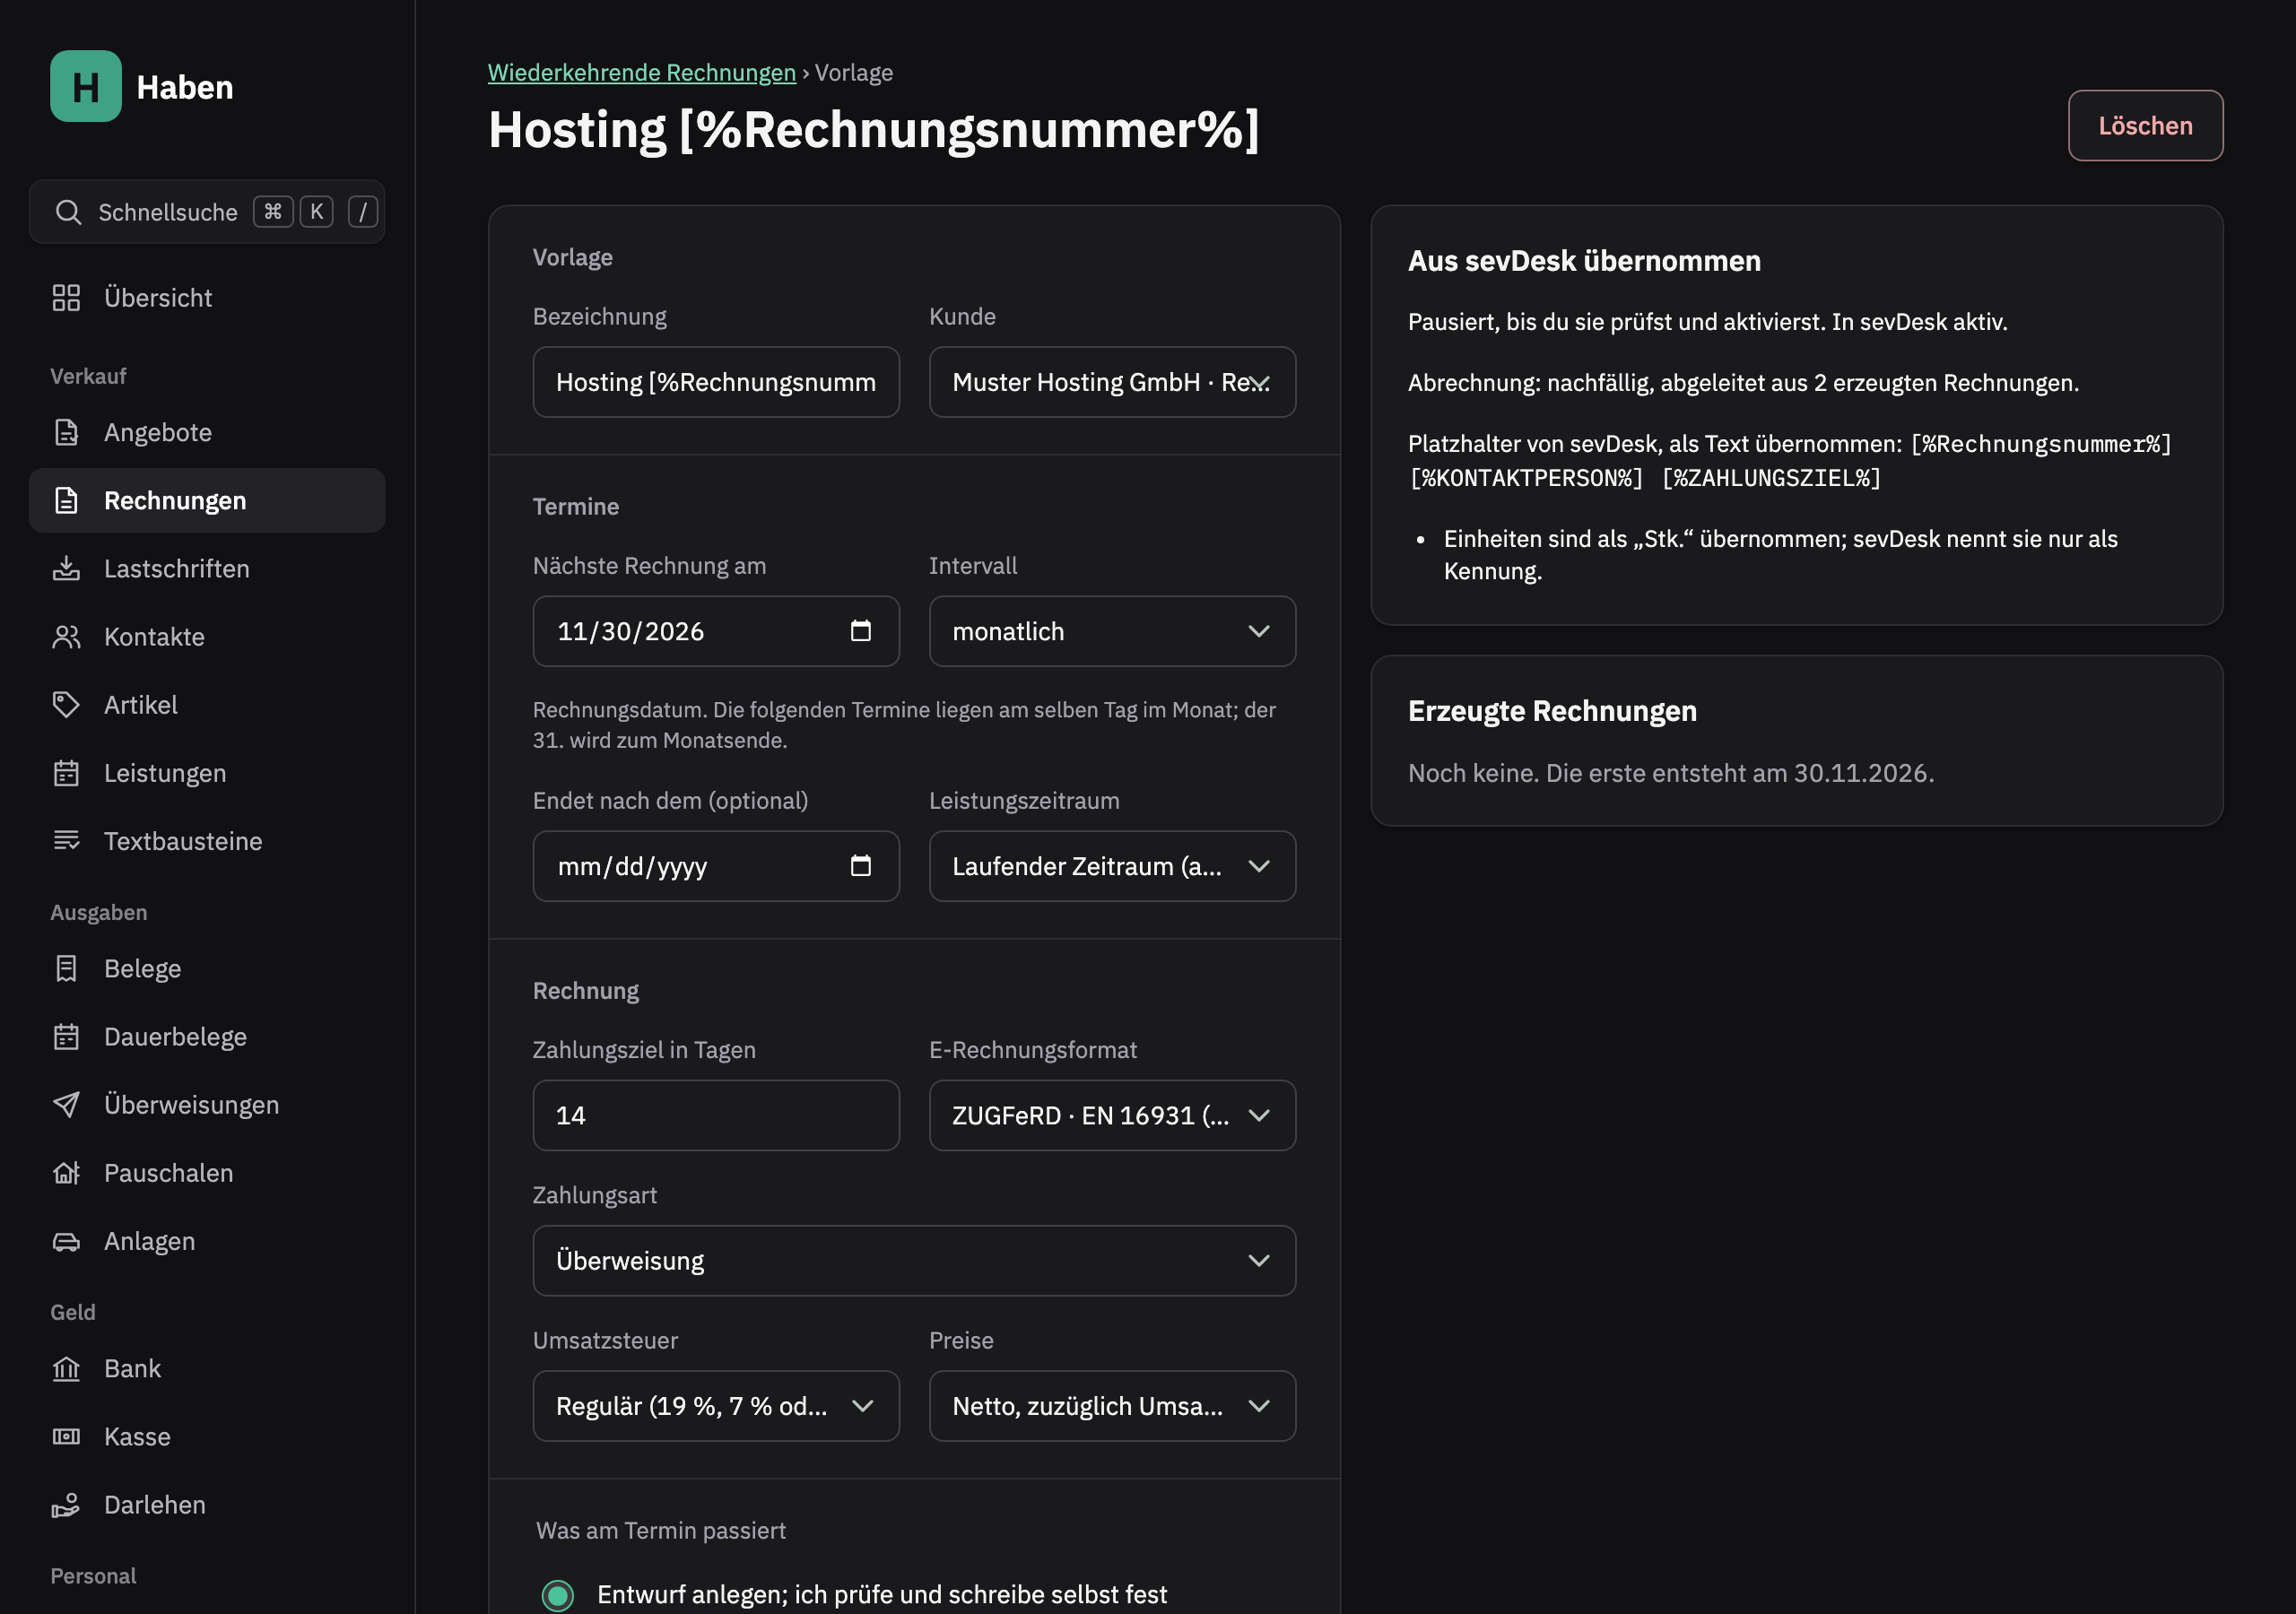 H Haben
Schnellsuche ⌘ K /
Übersicht
Verkauf
Angebote
Rechnungen
Lastschriften
Kontakte
Artikel
Leistungen
Textbausteine
Ausgaben
Belege
Dauerbelege
Überweisungen
Pauschalen
Anlagen
Geld
Bank
Kasse
Darlehen
Personal
Wiederkehrende Rechnungen › Vorlage
Hosting [%Rechnungsnummer%]
Löschen
Vorlage
Bezeichnung
Hosting [%Rechnungsnumm
Kunde
Muster Hosting GmbH · Re...
Termine
Nächste Rechnung am
11/30/2026
Intervall
monatlich
Rechnungsdatum. Die folgenden Termine liegen am selben Tag im Monat; der
31. wird zum Monatsende.
Endet nach dem (optional)
mm/dd/yyyy
Leistungszeitraum
Laufender Zeitraum (a...
Rechnung
Zahlungsziel in Tagen
14
E-Rechnungsformat
ZUGFeRD · EN 16931 (...
Zahlungsart
Überweisung
Umsatzsteuer
Regulär (19 %, 7 % od...
Preise
Netto, zuzüglich Umsa...
Was am Termin passiert
Entwurf anlegen; ich prüfe und schreibe selbst fest
Aus sevDesk übernommen
Pausiert, bis du sie prüfst und aktivierst. In sevDesk aktiv.
Abrechnung: nachfällig, abgeleitet aus 2 erzeugten Rechnungen.
Platzhalter von sevDesk, als Text übernommen: [%Rechnungsnummer%]
[%KONTAKTPERSON%] [%ZAHLUNGSZIEL%]
• Einheiten sind als „Stk.“ übernommen; sevDesk nennt sie nur als
Kennung.
Erzeugte Rechnungen
Noch keine. Die erste entsteht am 30.11.2026.